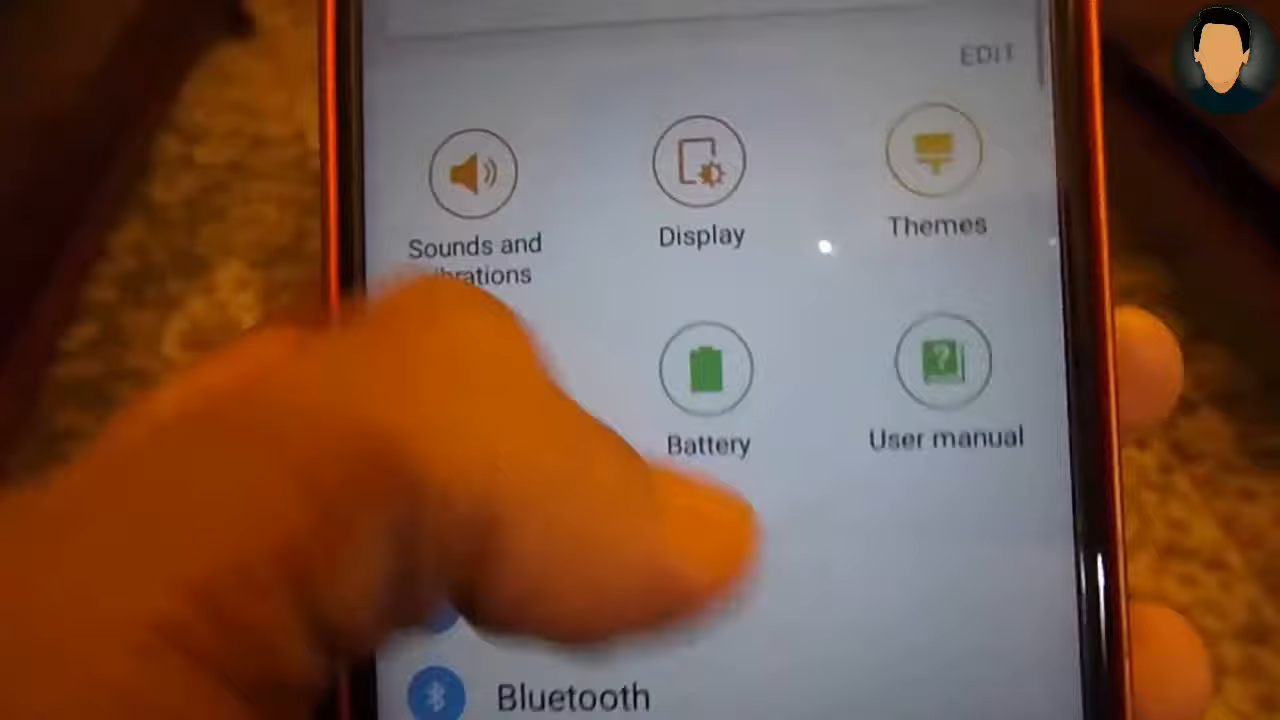 EDIT
Sounds and
vibrations
Display
Themes
Battery
User manual
Bluetooth